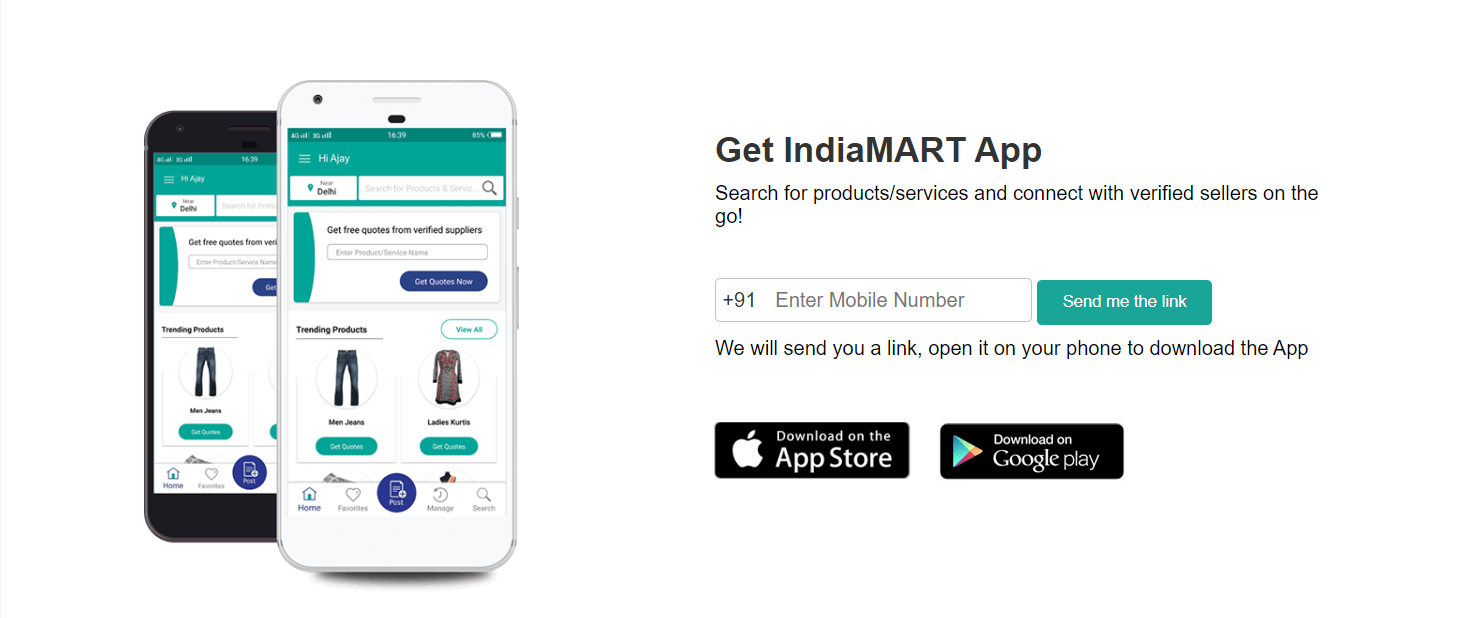 4G 3G 16:39
Hi Ajay
Near
Delhi
Search for Produ
Get free quotes from veri
Enter Product/Service Name
Get
Trending Products
Men Jeans
Get Quotes
Home
Favorites
Post
4G 3G 16:39 85%
Hi Ajay
Near
Delhi
Search for Products & Servic...
Get free quotes from verified suppliers
Enter Product/Service Name
Get Quotes Now
Trending Products
View All
Men Jeans
Ladies Kurtis
Get Quotes
Get Quotes
Home
Favorites
Post
Manage
Search
Get IndiaMART App
Search for products/services and connect with verified sellers on the
go!
+91 Enter Mobile Number
Send me the link
We will send you a link, open it on your phone to download the App
Download on the
App Store
Download on
Google play